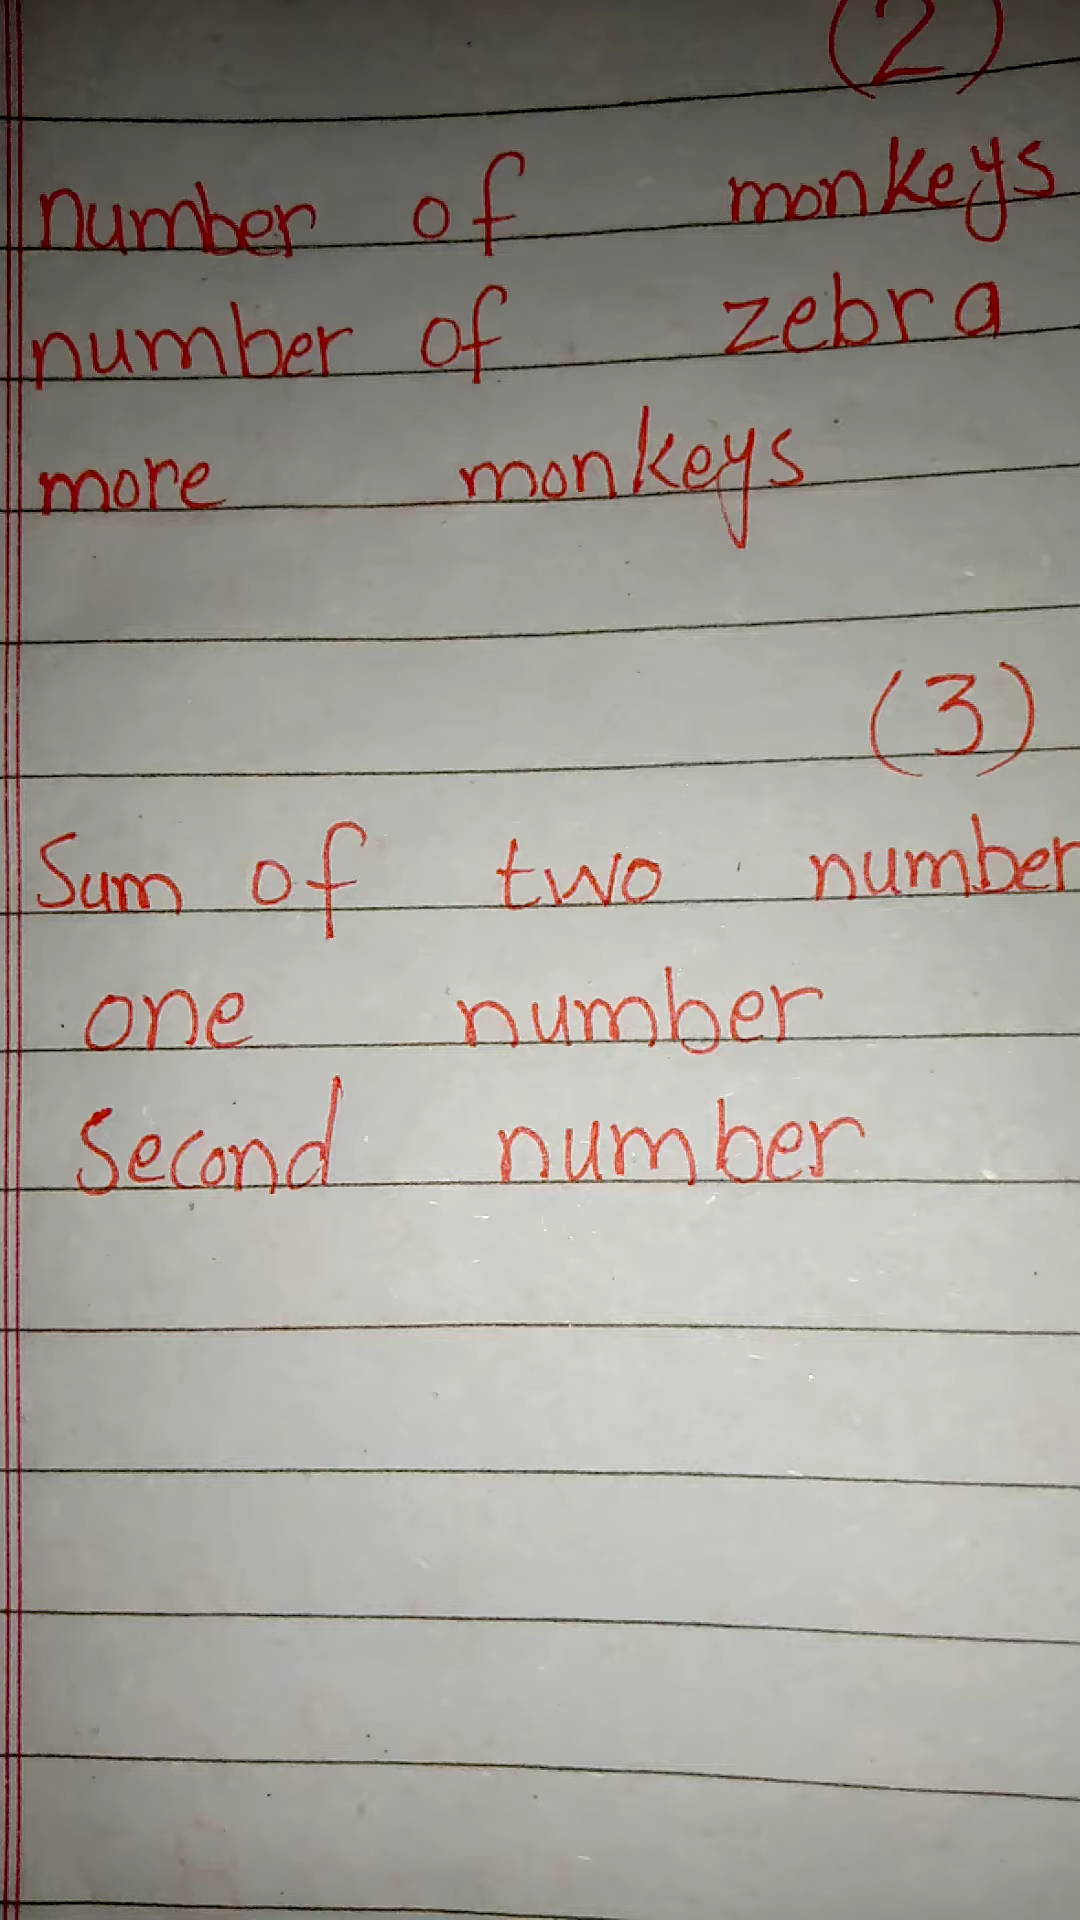 (2)
number of monkeys
number of zebra
more monkeys
(3)
Sum of two number
one number
Second number